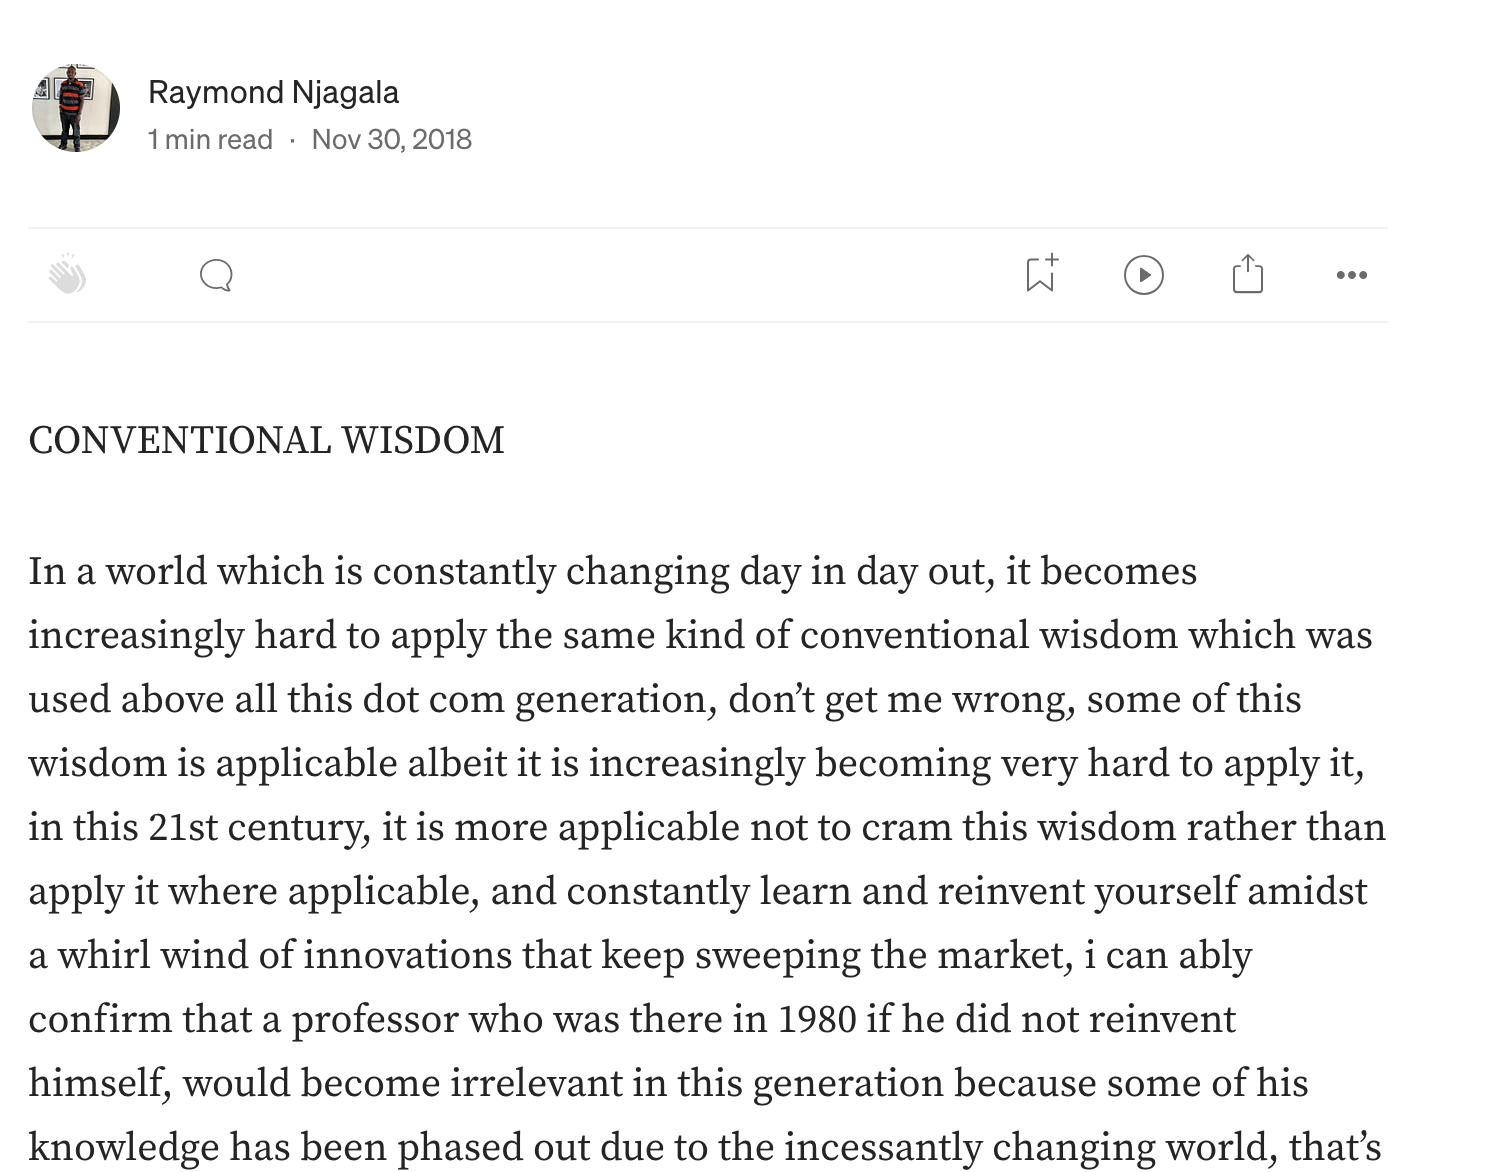 Raymond Njagala
1 min read · Nov 30, 2018
CONVENTIONAL WISDOM
In a world which is constantly changing day in day out, it becomes
increasingly hard to apply the same kind of conventional wisdom which was
used above all this dot com generation, don’t get me wrong, some of this
wisdom is applicable albeit it is increasingly becoming very hard to apply it,
in this 21st century, it is more applicable not to cram this wisdom rather than
apply it where applicable, and constantly learn and reinvent yourself amidst
a whirl wind of innovations that keep sweeping the market, i can ably
confirm that a professor who was there in 1980 if he did not reinvent
himself, would become irrelevant in this generation because some of his
knowledge has been phased out due to the incessantly changing world, that’s